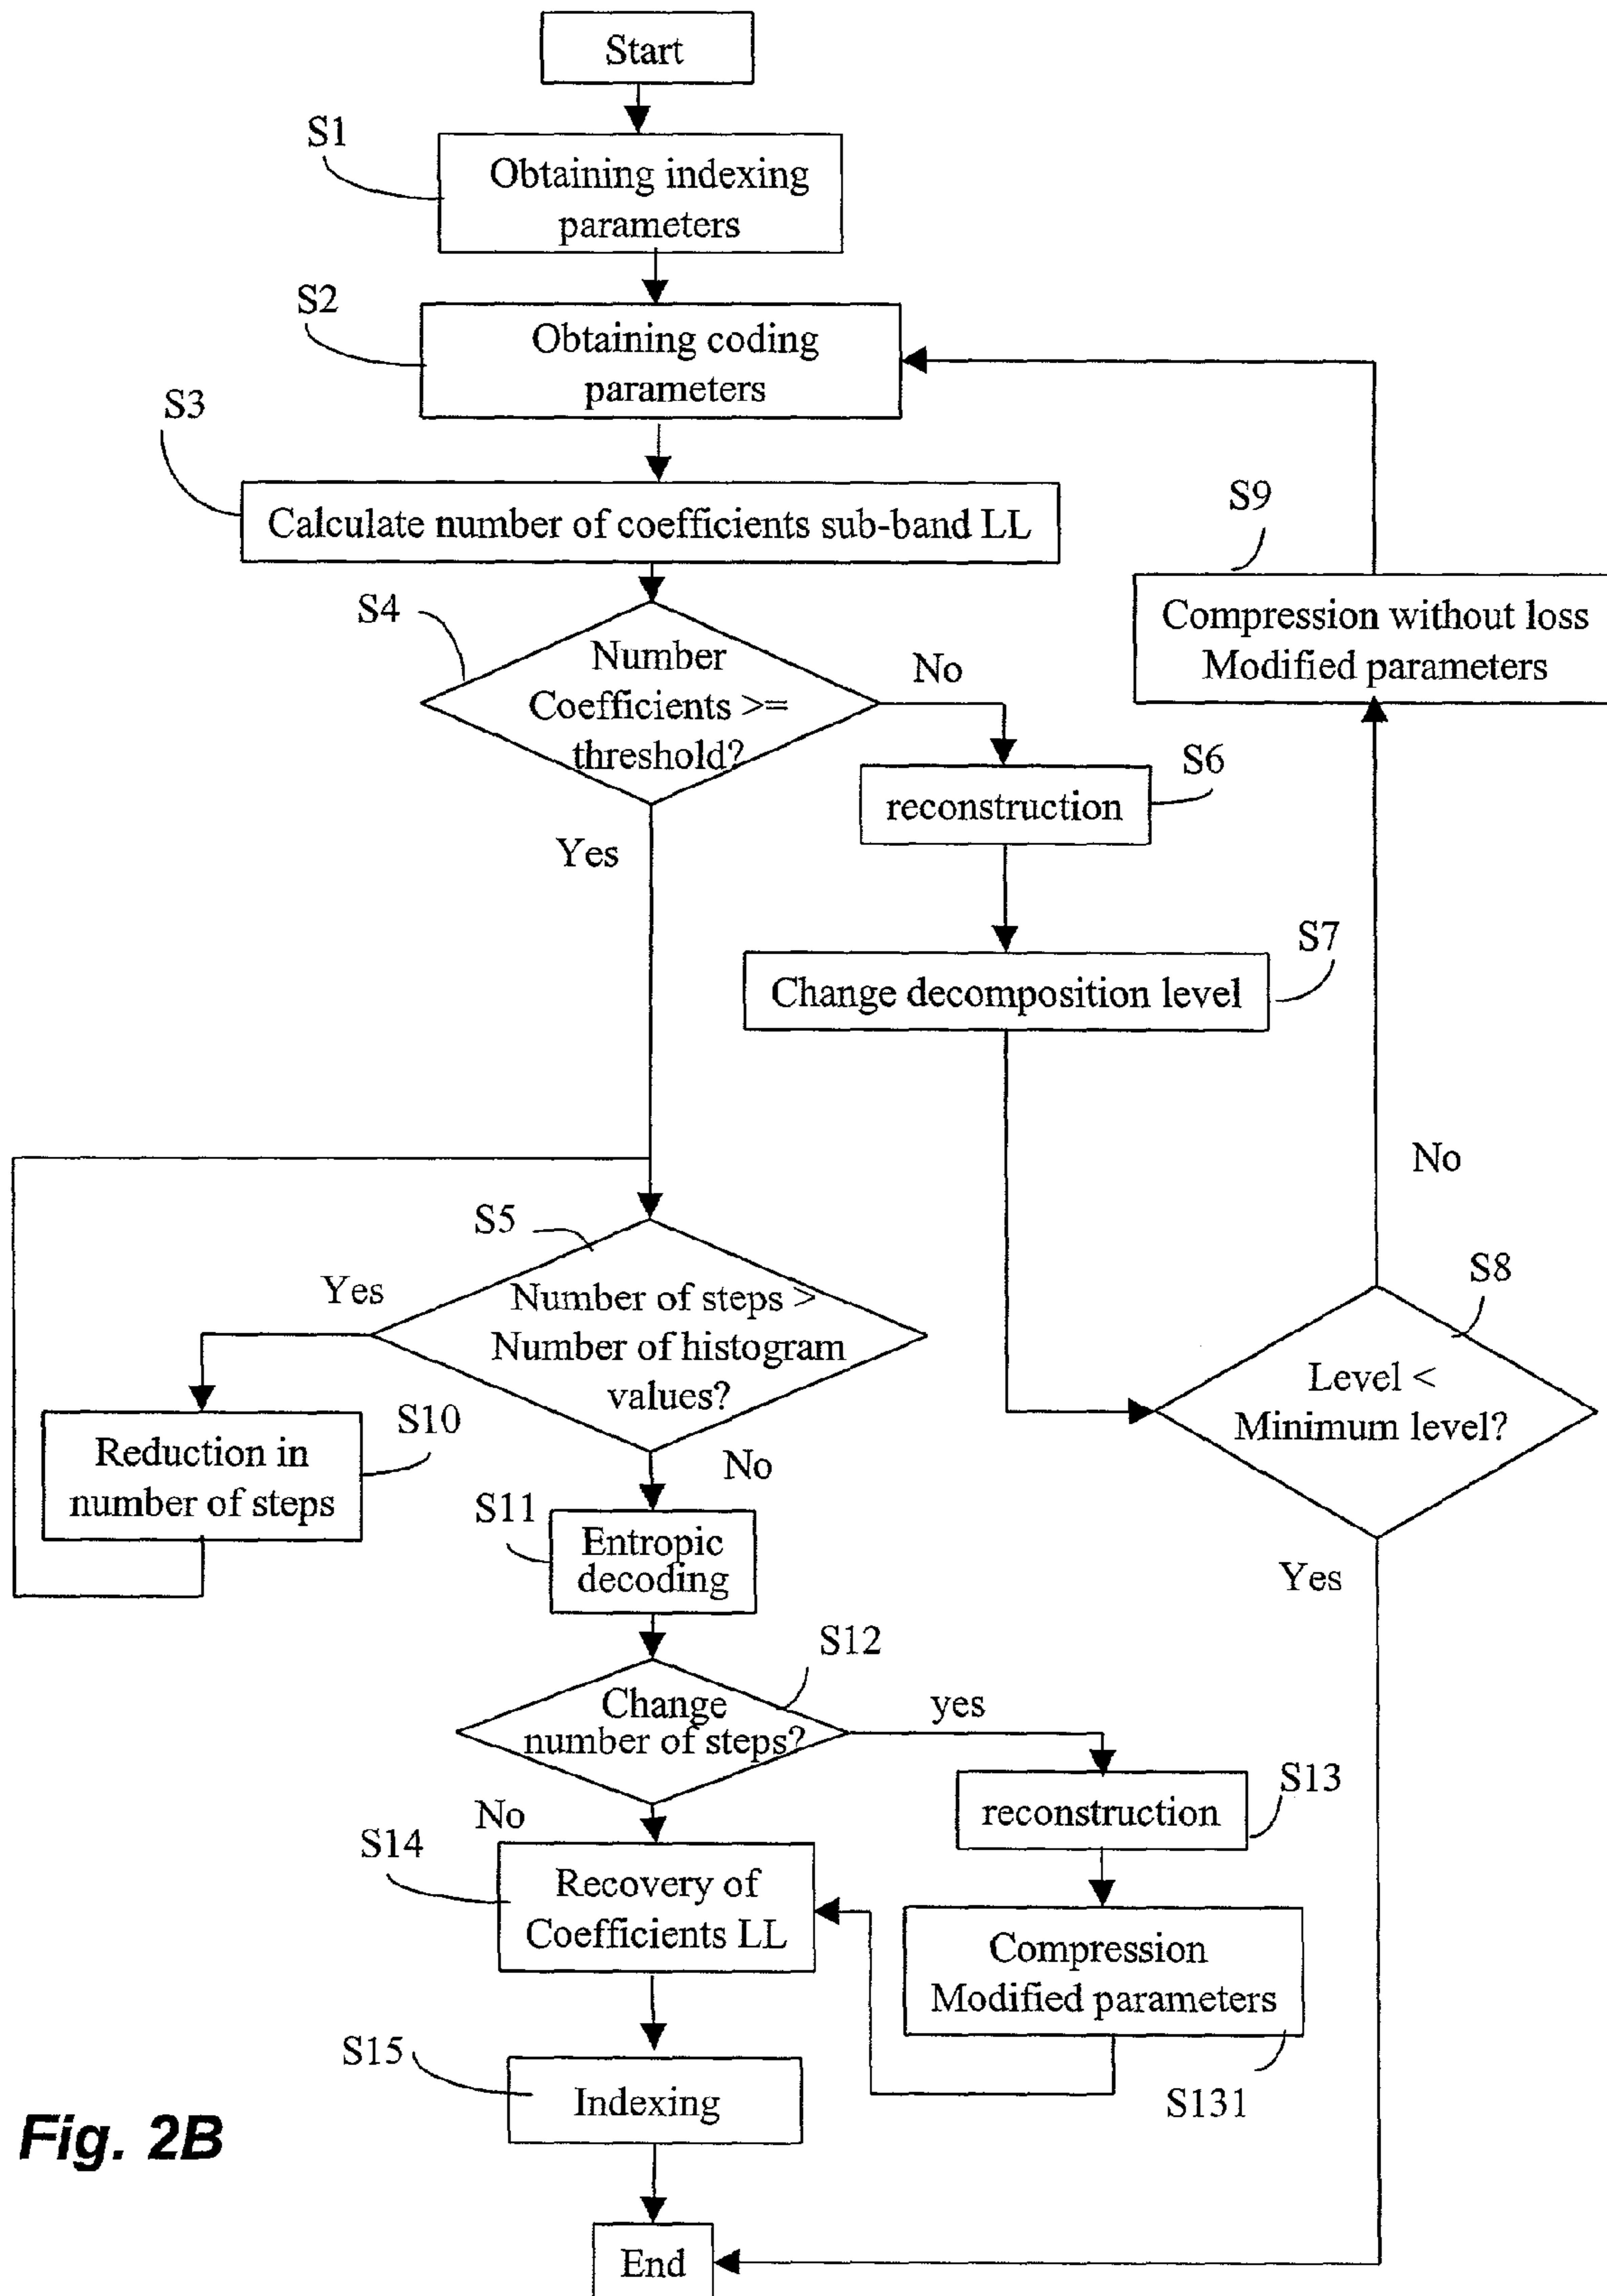 Start
S1
Obtaining indexing
parameters
S2
Obtaining coding
parameters
S3
Calculate number of coefficients sub-band LL
S9
Compression without loss
Modified parameters
S4
Number
Coefficients >=
threshold?
No
Yes
S6
reconstruction
S7
Change decomposition level
No
S5
Yes
Number of steps >
Number of histogram
values?
S8
Level <
Minimum level?
S10
Reduction in
number of steps
No
S11
Entropic
decoding
Yes
S12
Change
number of steps?
yes
S13
reconstruction
No
S14
Recovery of
Coefficients LL
Compression
Modified parameters
S131
S15
Indexing
Fig. 2B
End